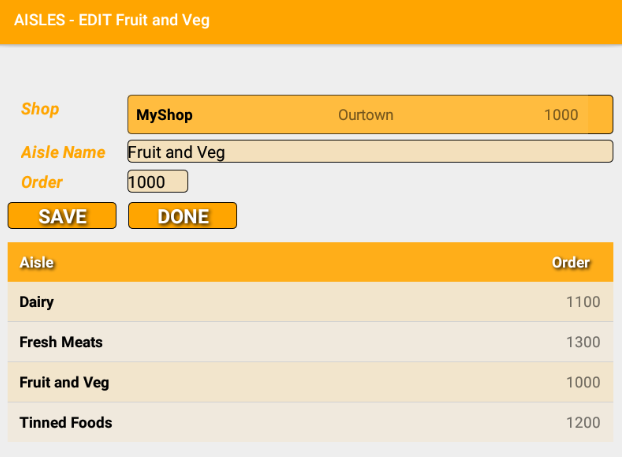 AISLES - EDIT Fruit and Veg
Shop MyShop Ourtown 1000
Aisle Name Fruit and Veg
Order 1000
SAVE DONE
Aisle Order
Dairy 1100
Fresh Meats 1300
Fruit and Veg 1000
Tinned Foods 1200